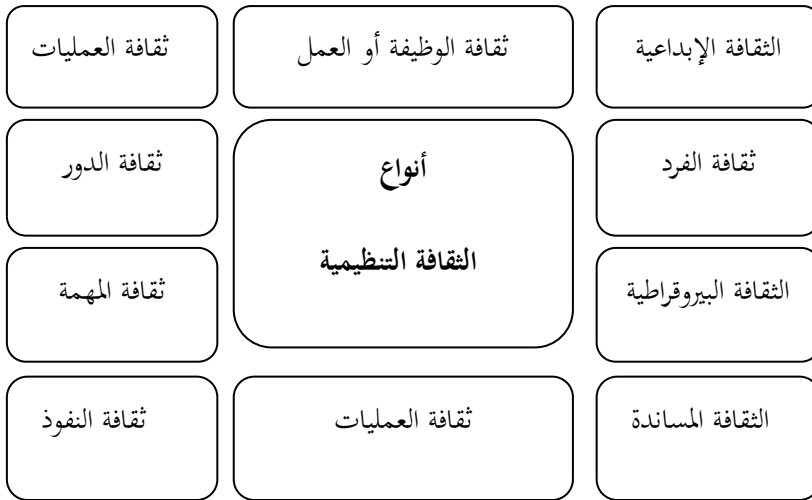 الثقافة الإبداعية
ثقافة الوظيفة أو العمل
ثقافة العمليات
ثقافة الفرد
أنواع
الثقافة التنظيمية
ثقافة الدور
الثقافة البيروقراطية
ثقافة المهمة
الثقافة المساندة
ثقافة العمليات
ثقافة النفوذ